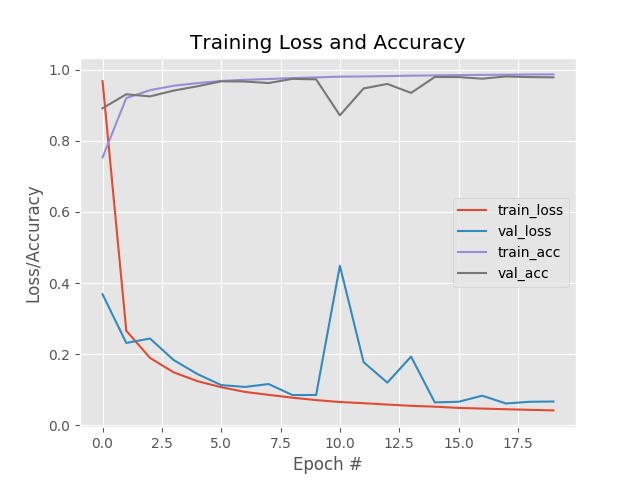 Training Loss and Accuracy
1.0
0.8
0.6
0.4
0.2
0.0
Loss/Accuracy
train_loss
val_loss
train_acc
val_acc
0.0 2.5 5.0 7.5 10.0 12.5 15.0 17.5
Epoch #